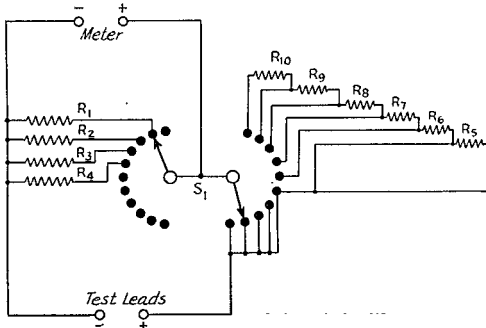 − +
Meter
R10
R9
R8
R7
R6
R5
R1
R2
R3
R4
S1
Test Leads
− +